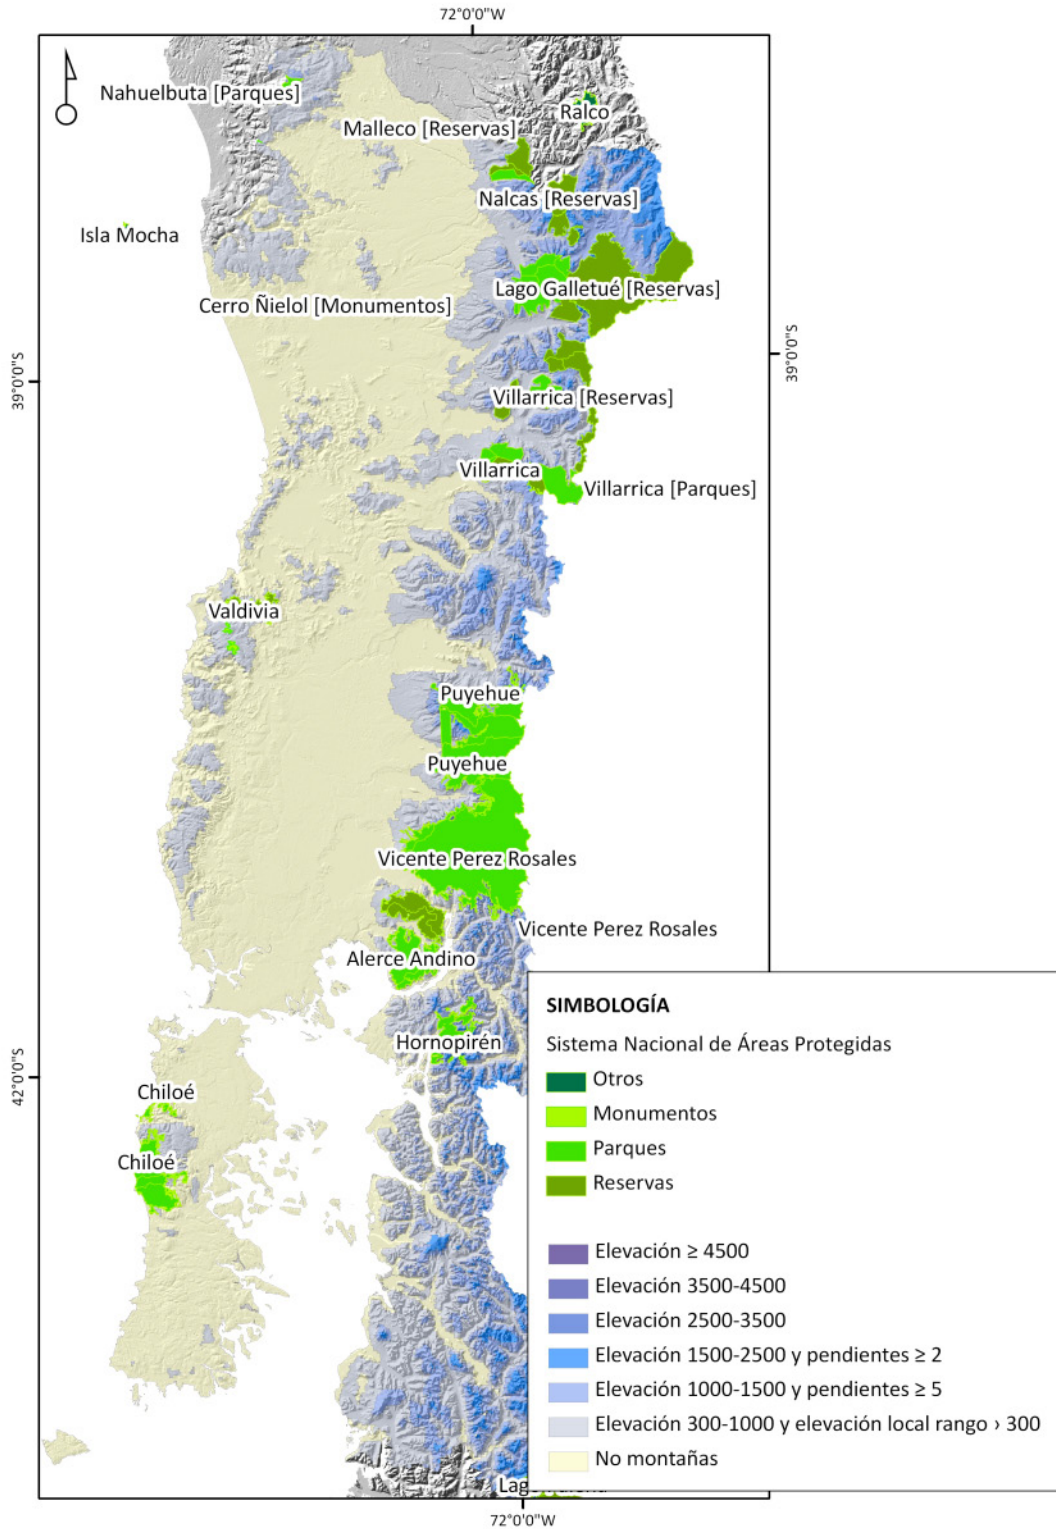 72°0'0"W
Nahuelbuta [Parques]
Ralco
Malleco [Reservas]
Nalcas [Reservas]
Isla Mocha
Lago Galletué [Reservas]
Cerro Ñielol [Monumentos]
39°0'0"S
39°0'0"S
Villarrica [Reservas]
Villarrica
Villarrica [Parques]
Valdivia
Puyehue
Puyehue
Vicente Perez Rosales
Vicente Perez Rosales
Alerce Andino
Hornopirén
42°0'0"S
Chiloé
Chiloé
SIMBOLOGÍA
Sistema Nacional de Áreas Protegidas
Otros
Monumentos
Parques
Reservas
Elevación ≥ 4500
Elevación 3500-4500
Elevación 2500-3500
Elevación 1500-2500 y pendientes ≥ 2
Elevación 1000-1500 y pendientes ≥ 5
Elevación 300-1000 y elevación local rango › 300
No montañas
72°0'0"W